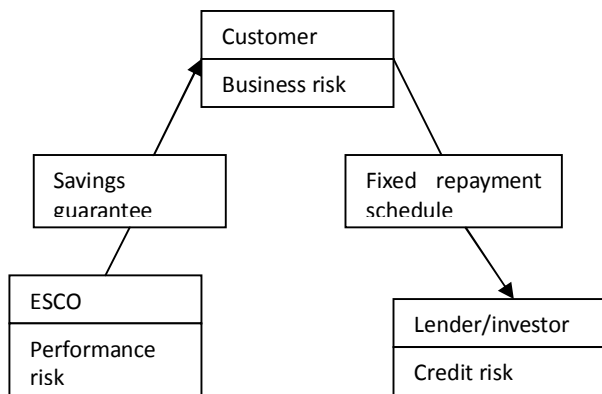 Customer
Business risk
Savings
guarantee
Fixed repayment
schedule
ESCO
Performance
risk
Lender/investor
Credit risk